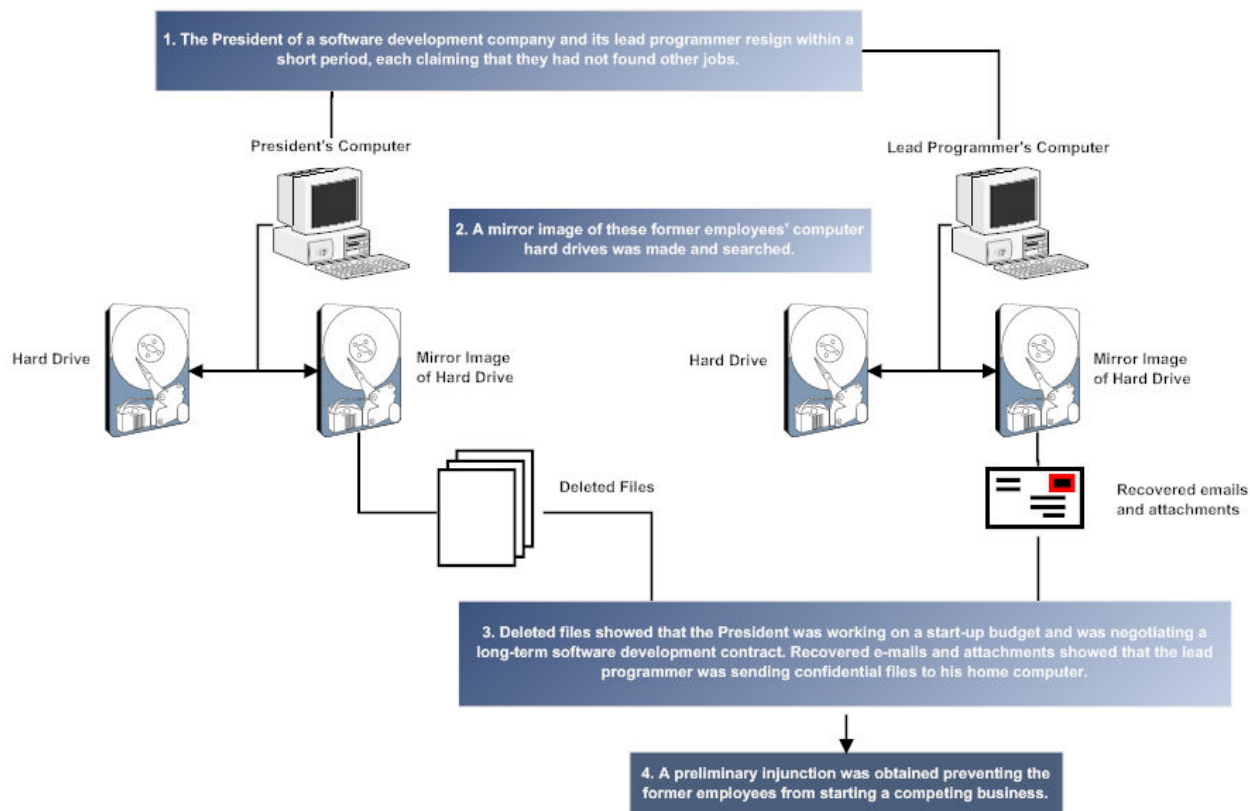 1. The President of a software development company and its lead programmer resign within a
short period, each claiming that they had not found other jobs.
President's Computer
Lead Programmer's Computer
2. A mirror image of these former employees' computer
hard drives was made and searched.
Hard Drive
Mirror Image
of Hard Drive
Hard Drive
Mirror Image
of Hard Drive
Deleted Files
Recovered emails
and attachments
3. Deleted files showed that the President was working on a start-up budget and was negotiating a
long-term software development contract. Recovered e-mails and attachments showed that the lead
programmer was sending confidential files to his home computer.
4. A preliminary injunction was obtained preventing the
former employees from starting a competing business.